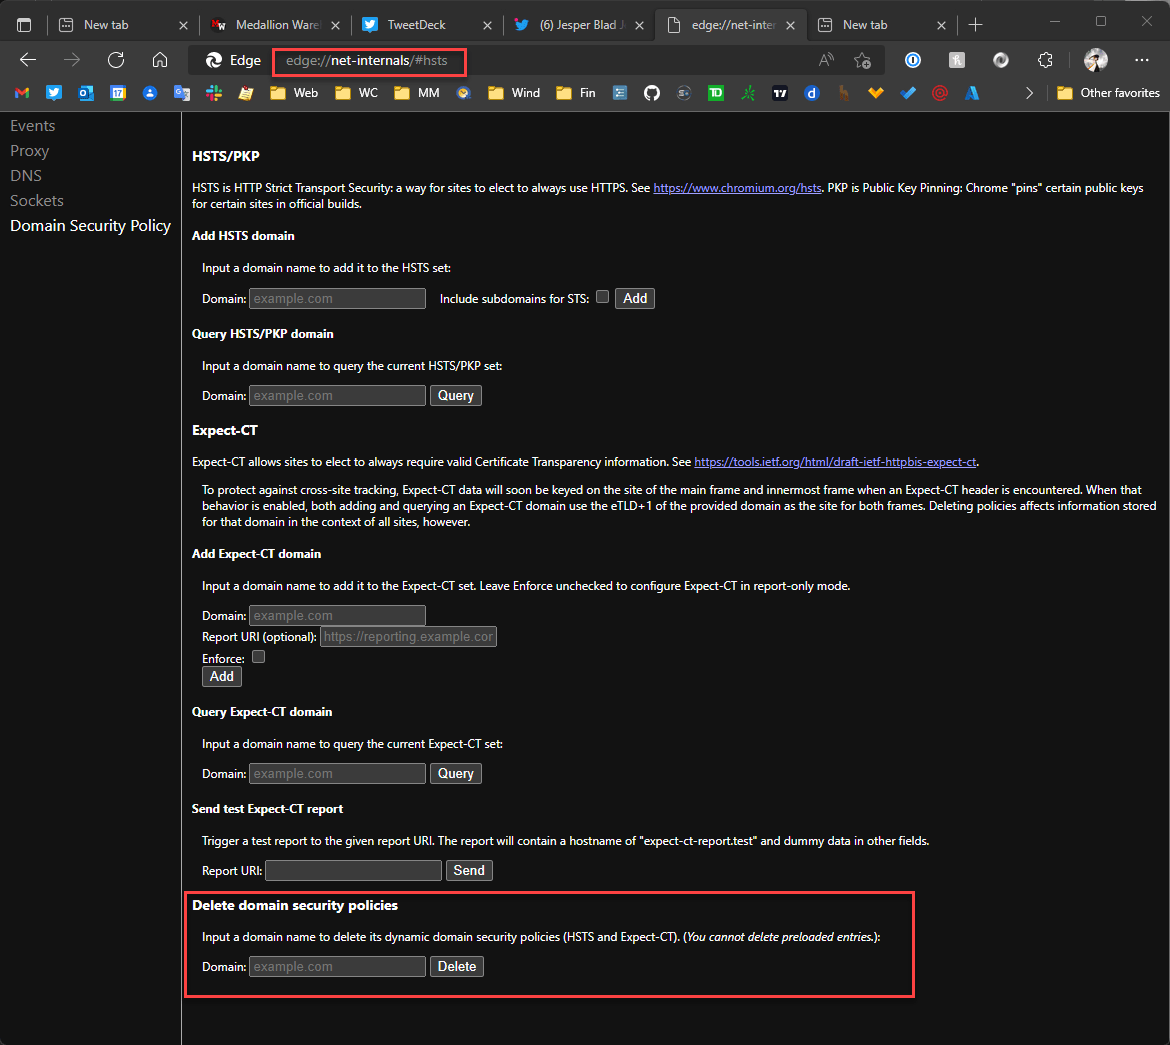 New tab
Medallion Ware
TweetDeck
(6) Jesper Blad J
edge://net-inter
New tab
Edge
edge://net-internals/#hsts
Web
WC
MM
Wind
Fin
Other favorites
Events
Proxy
DNS
Sockets
Domain Security Policy
HSTS/PKP
HSTS is HTTP Strict Transport Security: a way for sites to elect to always use HTTPS. See https://www.chromium.org/hsts. PKP is Public Key Pinning: Chrome "pins" certain public keys
for certain sites in official builds.
Add HSTS domain
Input a domain name to add it to the HSTS set:
Domain: example.com Include subdomains for STS: Add
Query HSTS/PKP domain
Input a domain name to query the current HSTS/PKP set:
Domain: example.com Query
Expect-CT
Expect-CT allows sites to elect to always require valid Certificate Transparency information. See https://tools.ietf.org/html/draft-ietf-httpbis-expect-ct.
To protect against cross-site tracking, Expect-CT data will soon be keyed on the site of the main frame and innermost frame when an Expect-CT header is encountered. When that
behavior is enabled, both adding and querying an Expect-CT domain use the eTLD+1 of the provided domain as the site for both frames. Deleting policies affects information stored
for that domain in the context of all sites, however.
Add Expect-CT domain
Input a domain name to add it to the Expect-CT set. Leave Enforce unchecked to configure Expect-CT in report-only mode.
Domain: example.com
Report URI (optional): https://reporting.example.cor
Enforce:
Add
Query Expect-CT domain
Input a domain name to query the current Expect-CT set:
Domain: example.com Query
Send test Expect-CT report
Trigger a test report to the given report URI. The report will contain a hostname of "expect-ct-report.test" and dummy data in other fields.
Report URI: Send
Delete domain security policies
Input a domain name to delete its dynamic domain security policies (HSTS and Expect-CT). (You cannot delete preloaded entries.):
Domain: example.com Delete